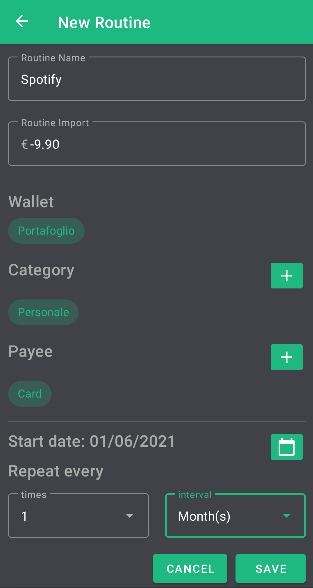 New Routine
Routine Name
Spotify
Routine Import
€ -9.90
Wallet
Portafoglio
Category
Personale
Payee
Card
Start date: 01/06/2021
Repeat every
times interval
1 Month(s)
CANCEL SAVE